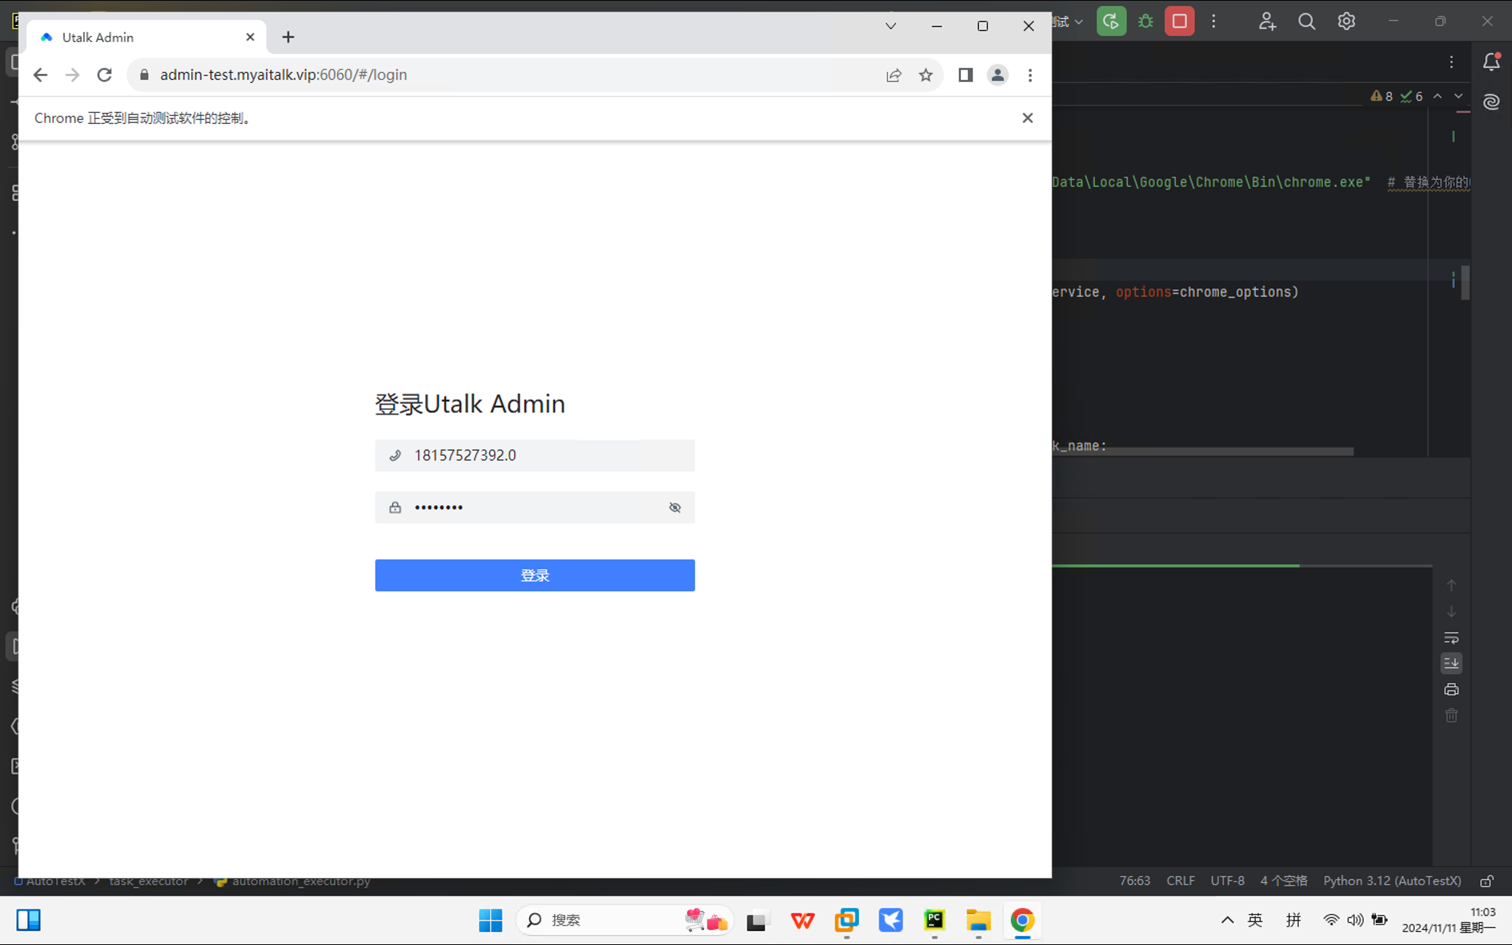 Utalk Admin
测试
admin-test.myaitalk.vip:6060/#/login
Chrome 正受到自动测试软件的控制。
8 6
Data\Local\Google\Chrome\Bin\chrome.exe" # 替换为你的
ervice, options=chrome_options)
登录Utalk Admin
k_name:
18157527392.0
••••••••
登录
AutoTestX > task_executor > automation_executor.py
76:63 CRLF UTF-8 4 个空格 Python 3.12 (AutoTestX)
搜索
PC
英
拼
11:03
2024/11/11 星期一